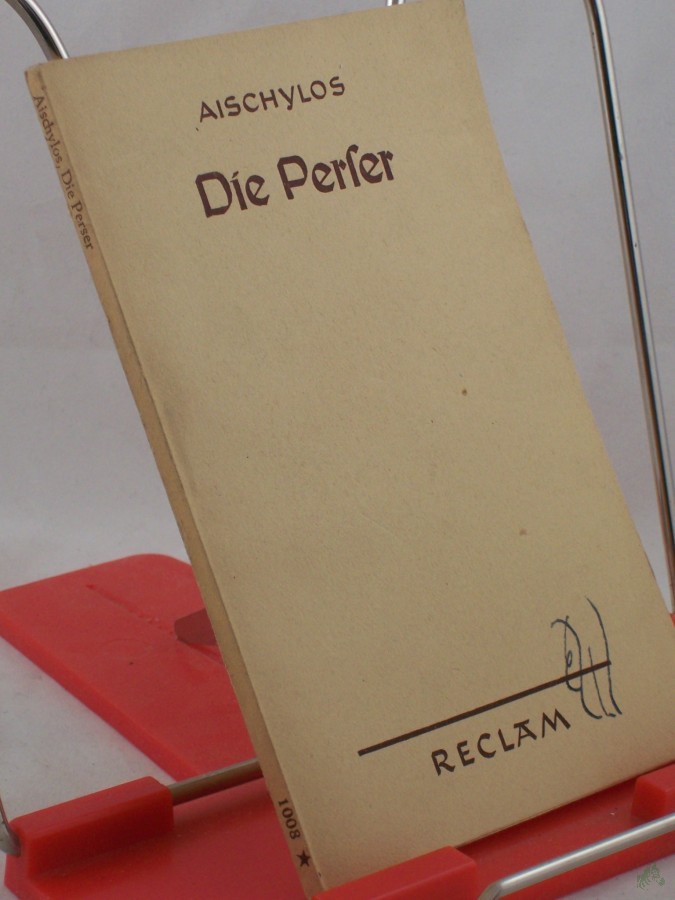 AISCHYLOS
Die Perſer
RECLAM
Aischylos, Die Perser
1008 ★